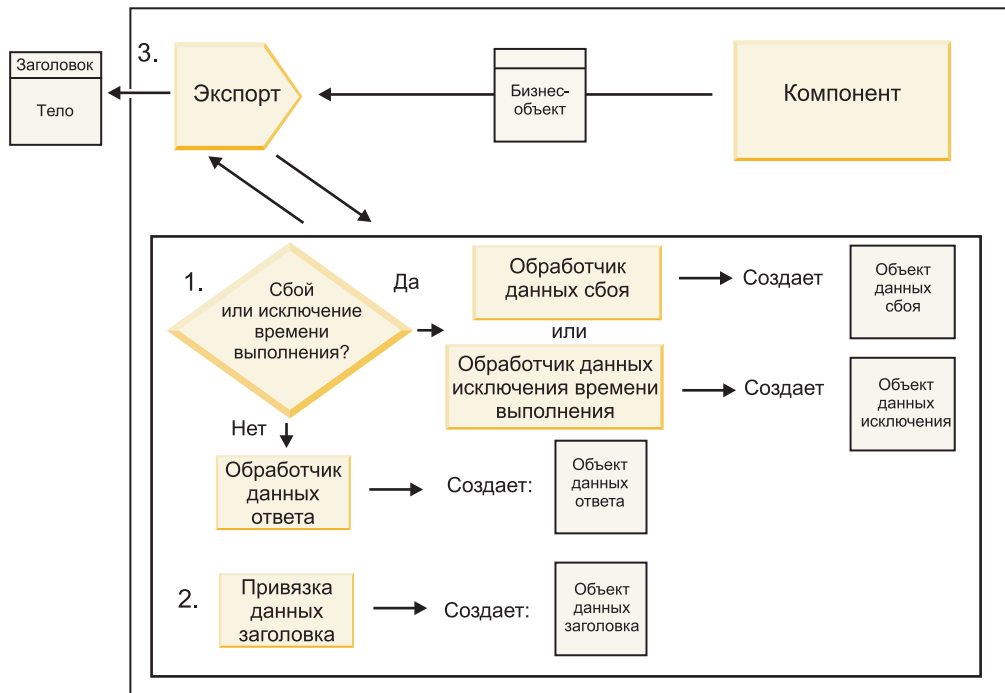 Заголовок
Тело
3.
Экспорт
Бизнес-
объект
Компонент
1.
Сбой
или исключение
времени
выполнения?
Да
Обработчик
данных сбоя
Создает
Объект
данных
сбоя
или
Обработчик данных
исключения времени
выполнения
Создает
Объект
данных
исключения
Нет
Обработчик
данных
ответа
Создает:
Объект
данных
ответа
2.
Привязка
данных
заголовка
Создает:
Объект
данных
заголовка